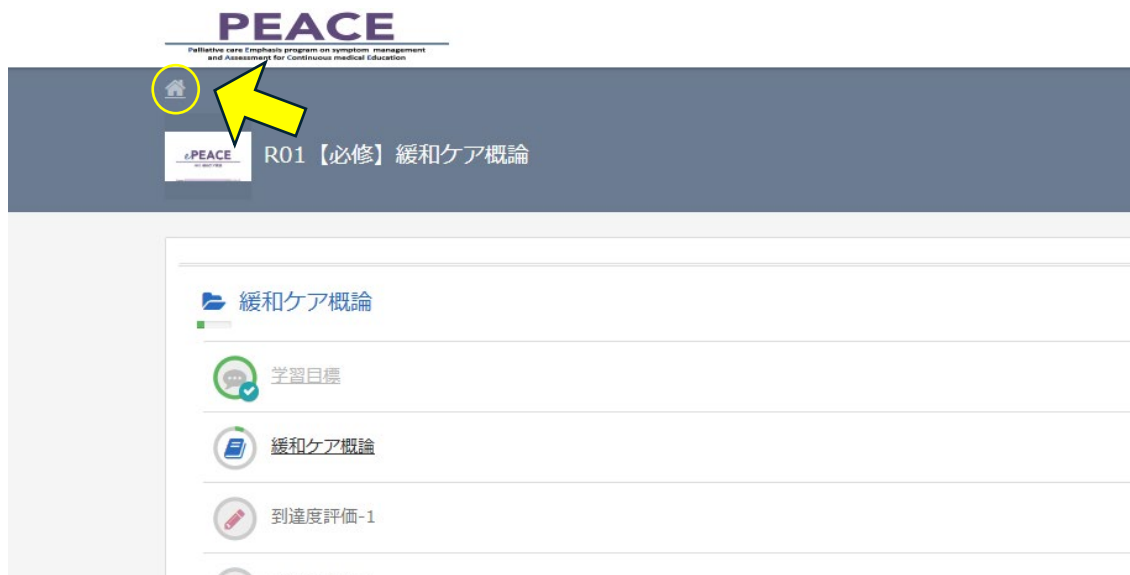 PEACE
Palliative care Emphasis program on symptom management
and Assessment for Continuous medical Education
ePEACE
R01【必修】緩和ケア概論
緩和ケア概論
学習目標
緩和ケア概論
到達度評価-1